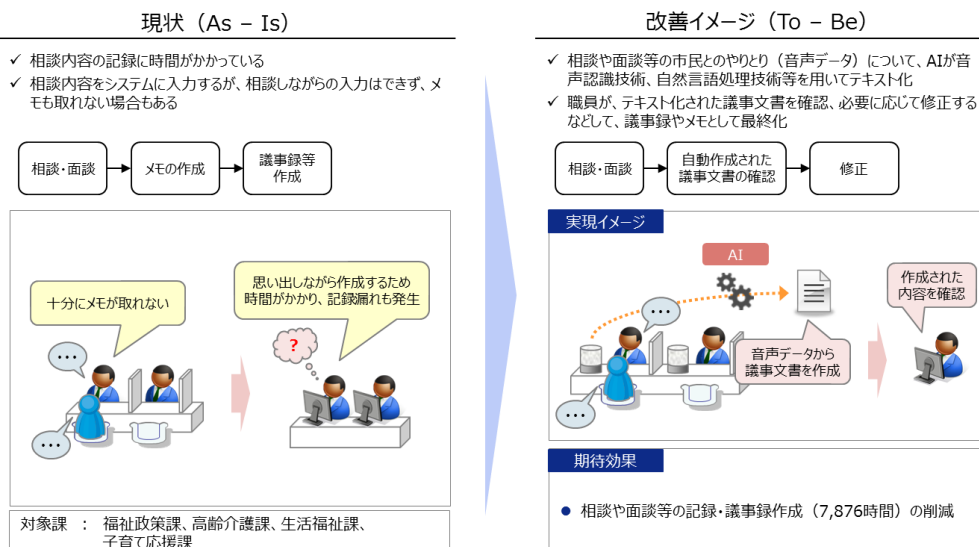 現状（As – Is）
✓ 相談内容の記録に時間がかかっている
✓ 相談内容をシステムに入力するが、相談しながらの入力はできず、メ
モも取れない場合もある
相談・面談
メモの作成
議事録等
作成
十分にメモが取れない
思い出しながら作成するため
時間がかかり、記録漏れも発生
?
対象課 ： 福祉政策課、高齢介護課、生活福祉課、
子育て応援課
改善イメージ（To – Be）
✓ 相談や面談等の市民とのやりとり（音声データ）について、AIが音
声認識技術、自然言語処理技術等を用いてテキスト化
✓ 職員が、テキスト化された議事文書を確認、必要に応じて修正する
などして、議事録やメモとして最終化
相談・面談
自動作成された
議事文書の確認
修正
実現イメージ
AI
音声データから
議事文書を作成
作成された
内容を確認
期待効果
● 相談や面談等の記録・議事録作成（7,876時間）の削減